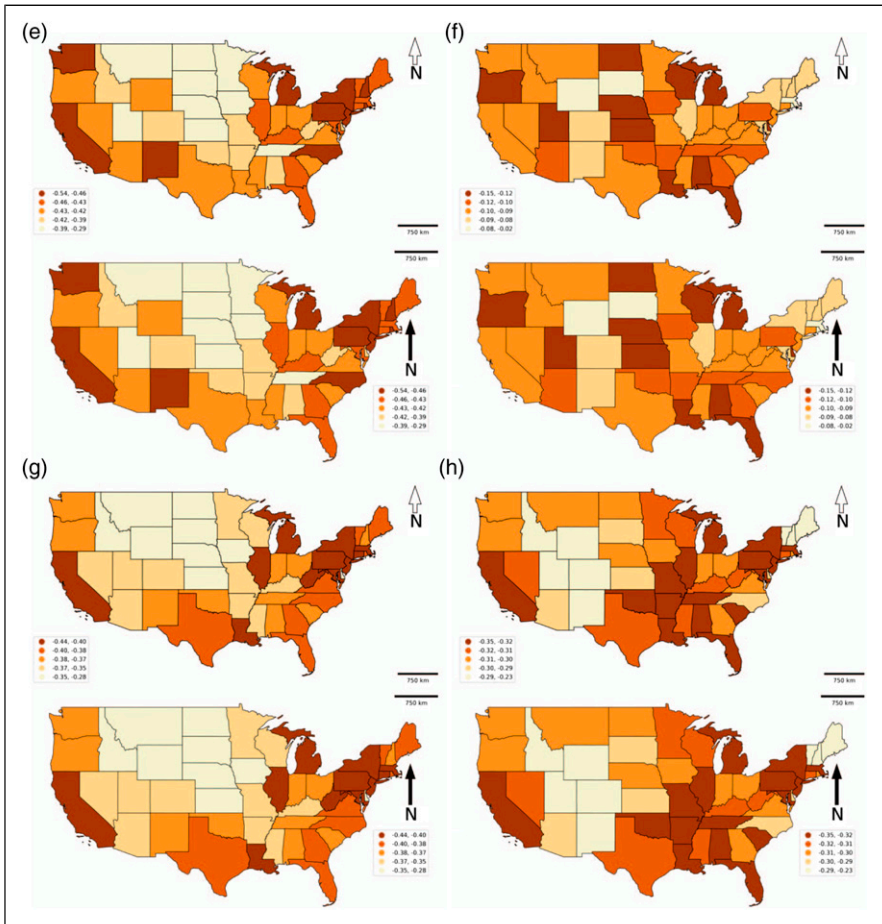 (e)
N
-0.54, -0.46
-0.46, -0.43
-0.43, -0.42
-0.42, -0.39
-0.39, -0.29
750 km
(f)
N
-0.15, -0.12
-0.12, -0.10
-0.10, -0.09
-0.09, -0.08
-0.08, -0.02
750 km
750 km
N
-0.54, -0.46
-0.46, -0.43
-0.43, -0.42
-0.42, -0.39
-0.39, -0.29
750 km
N
-0.15, -0.12
-0.12, -0.10
-0.10, -0.09
-0.09, -0.08
-0.08, -0.02
(g)
N
-0.44, -0.40
-0.40, -0.38
-0.38, -0.37
-0.37, -0.35
-0.35, -0.28
750 km
(h)
N
-0.35, -0.32
-0.32, -0.31
-0.31, -0.30
-0.30, -0.29
-0.29, -0.23
750 km
750 km
N
-0.44, -0.40
-0.40, -0.38
-0.38, -0.37
-0.37, -0.35
-0.35, -0.28
750 km
N
-0.35, -0.32
-0.32, -0.31
-0.31, -0.30
-0.30, -0.29
-0.29, -0.23